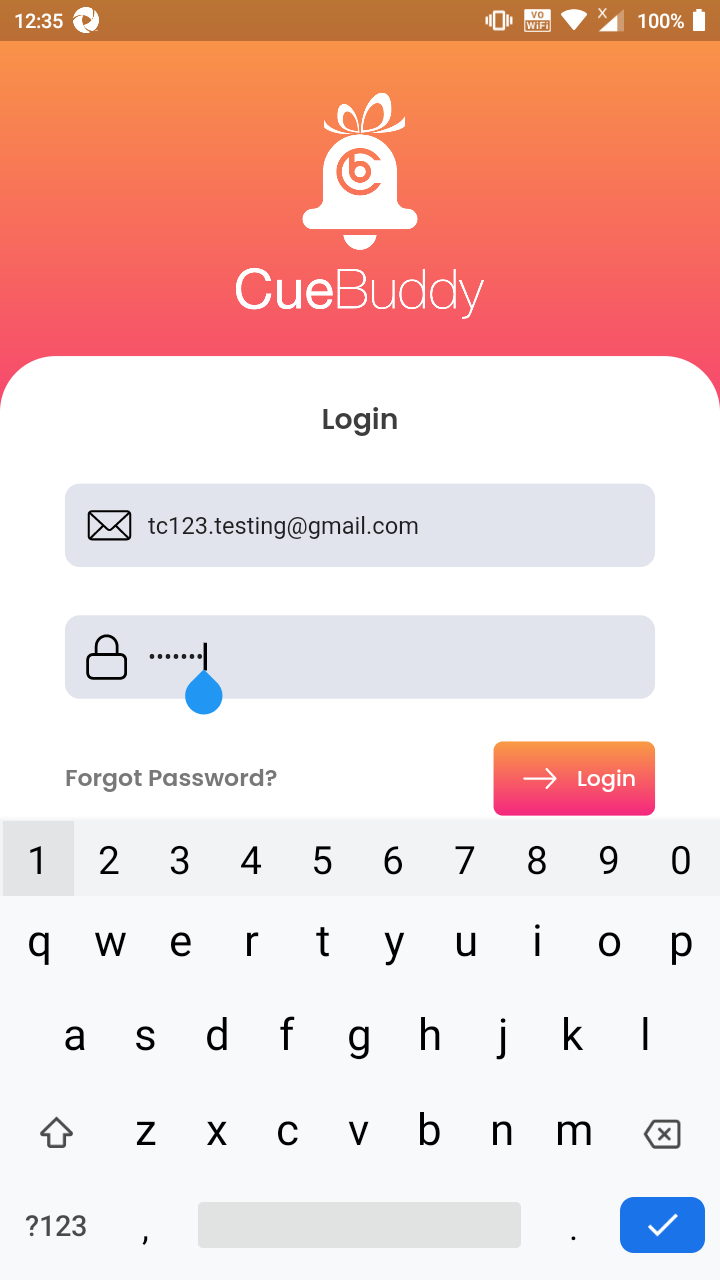 12:35 VO WiFi X 100%
bC
CueBuddy
Login
tc123.testing@gmail.com
•••••••
Forgot Password? Login
1 2 3 4 5 6 7 8 9 0
q w e r t y u i o p
a s d f g h j k l
z x c v b n m
?123 , .